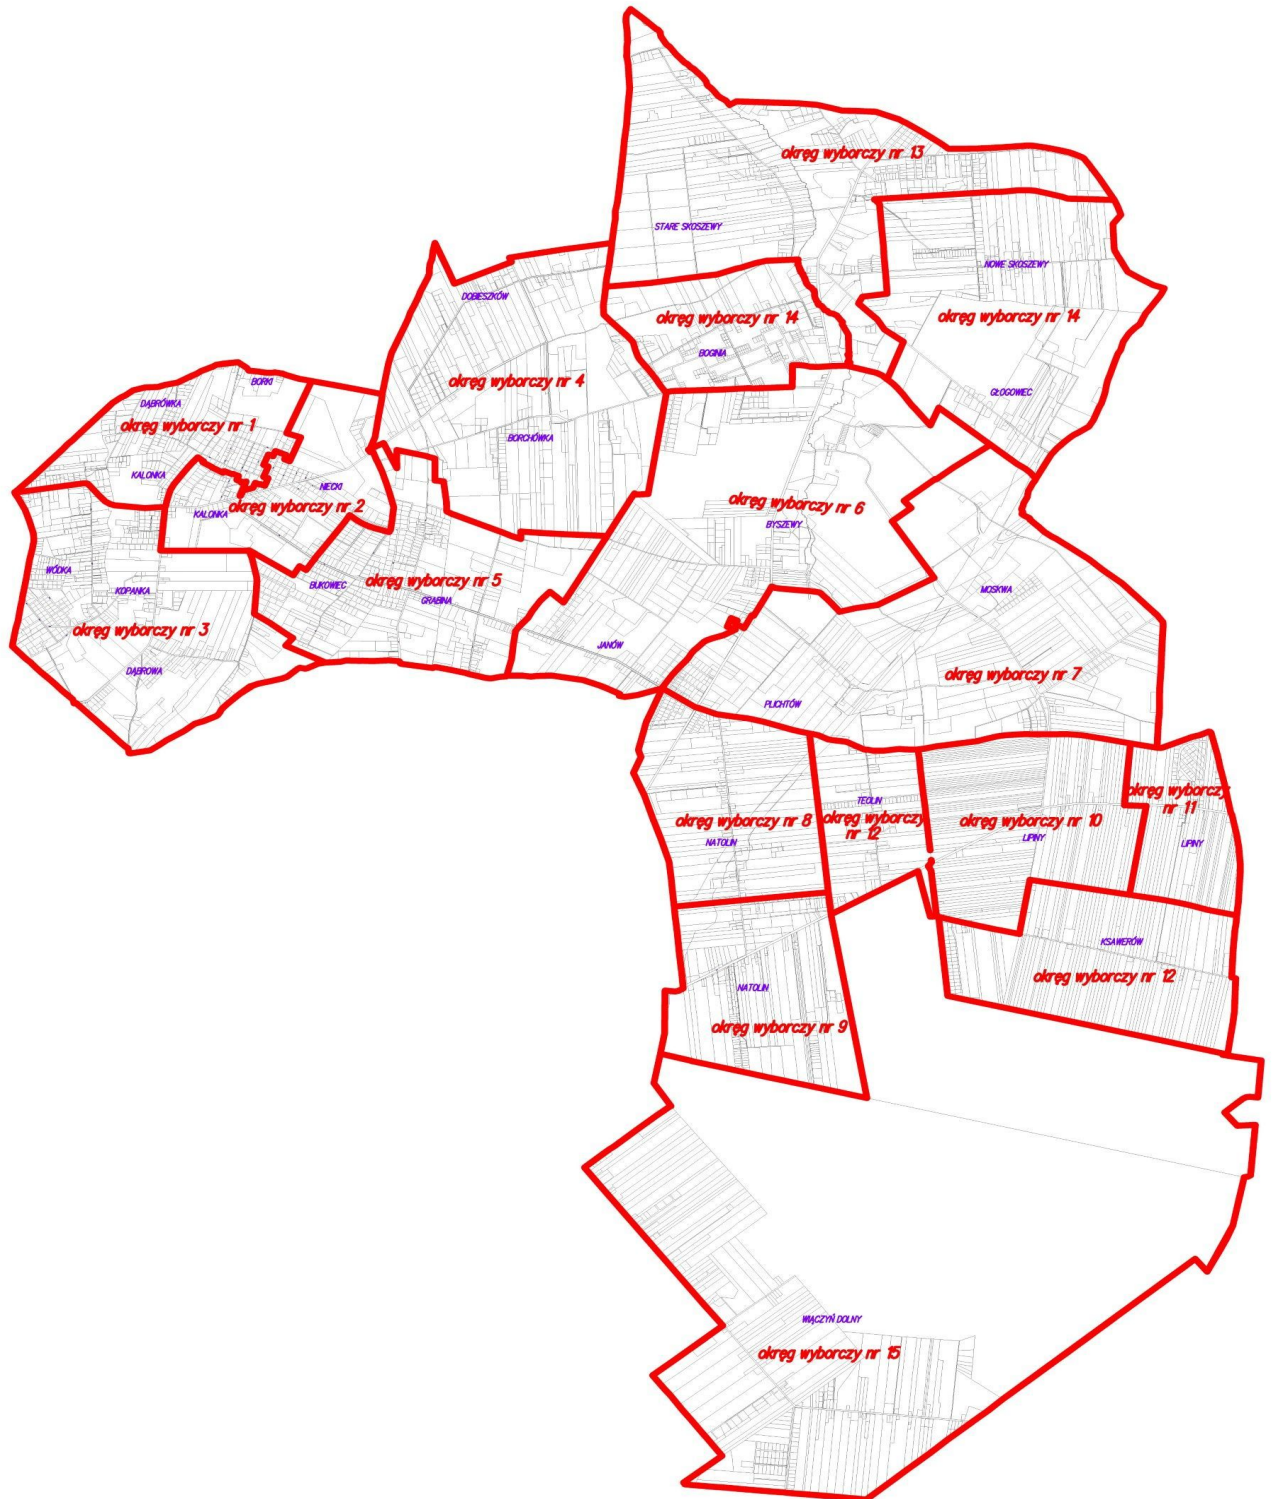 okręg wyborczy nr 13
STARE SKOSZEWY
NOWE SKOSZEWY
DOBIESZKÓW
okręg wyborczy nr 14
okręg wyborczy nr 14
BOGINIA
BORKI
okręg wyborczy nr 4
GŁOGOWIEC
DĄBRÓWKA
okręg wyborczy nr 1
BORCHÓWKA
KALONKA
NIECKI
okręg wyborczy nr 2
KALONKA
okręg wyborczy nr 6
BYSZEWY
WÓDKA
BUKOWIEC
okręg wyborczy nr 5
KOPANKA
GRABINA
MOSKWA
okręg wyborczy nr 3
JANÓW
DĄBROWA
okręg wyborczy nr 7
PLICHTÓW
okręg wyborczy
nr 11
TEOLIN
okręg wyborczy nr 8
okręg wyborczy
nr 12
okręg wyborczy nr 10
NATOLIN
LIPINY
LIPINY
KSAWERÓW
okręg wyborczy nr 12
NATOLIN
okręg wyborczy nr 9
WIĄCZYŃ DOLNY
okręg wyborczy nr 15